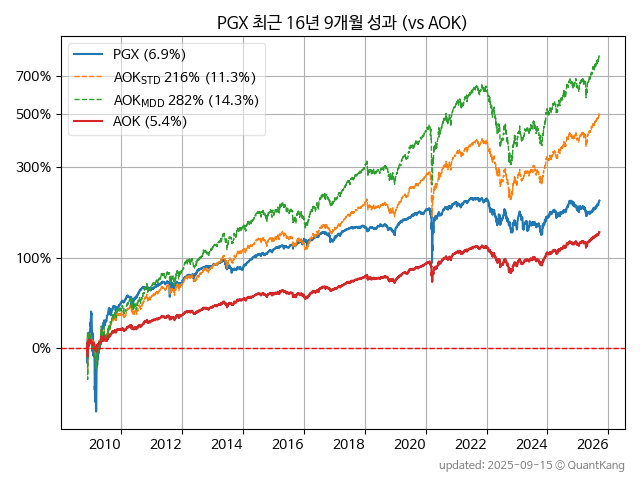 PGX 최근 16년 9개월 성과 (vs AOK)
PGX (6.9%)
AOKSTD 216% (11.3%)
AOKMDD 282% (14.3%)
AOK (5.4%)
700%
500%
300%
100%
0%
2010 2012 2014 2016 2018 2020 2022 2024 2026
updated: 2025-09-15 ⓒ QuantKang